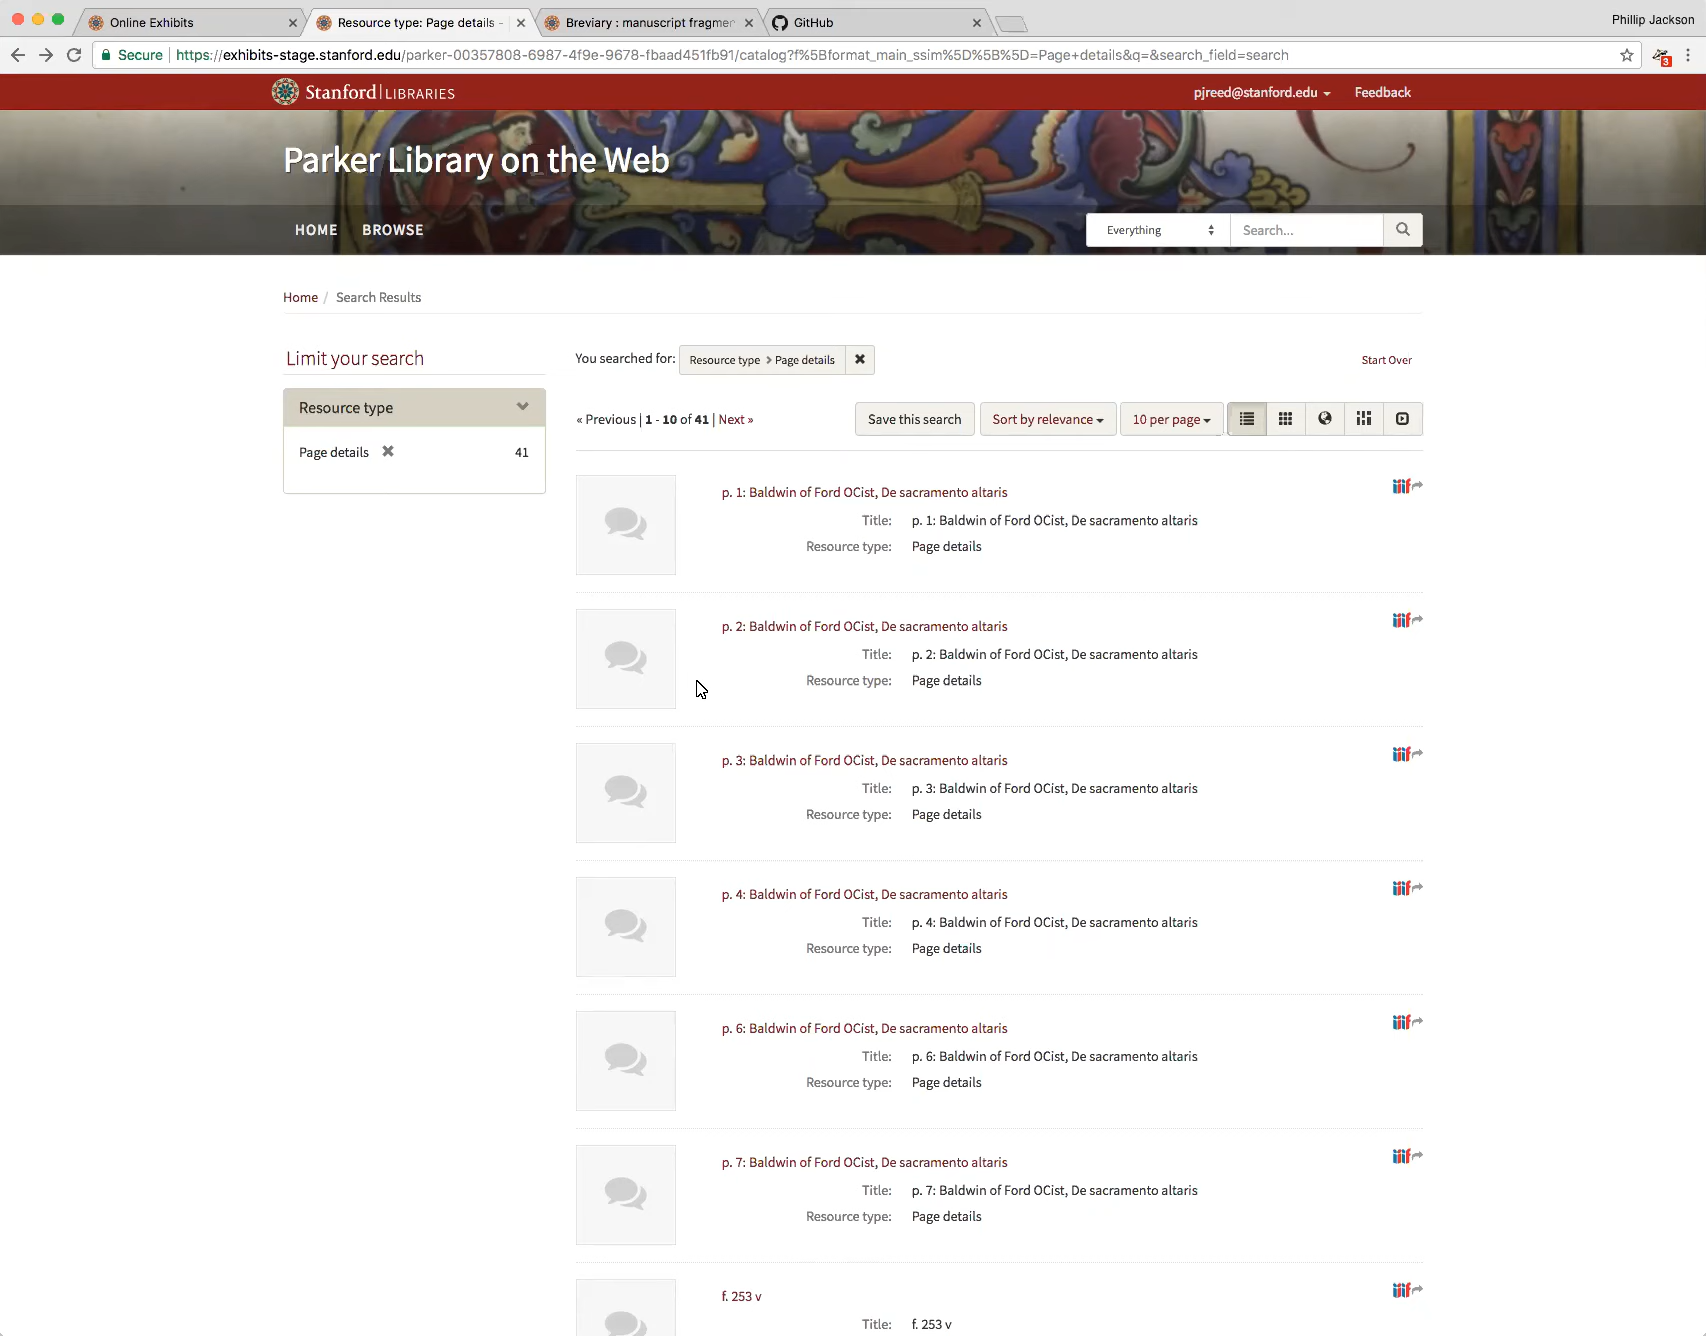 Online Exhibits
Resource type: Page details -
Breviary : manuscript fragmen
GitHub
Phillip Jackson
Secure | https://exhibits-stage.stanford.edu/parker-00357808-6987-4f9e-9678-fbaad451fb91/catalog?f%5Bformat_main_ssim%5D%5B%5D=Page+details&q=&search_field=search
3
Stanford | LIBRARIES
pjreed@stanford.edu
Feedback
Parker Library on the Web
HOME BROWSE
Everything
Search...
Home / Search Results
Limit your search
You searched for: Resource type > Page details
Start Over
Resource type
Page details 41
« Previous | 1 - 10 of 41 | Next »
Save this search
Sort by relevance
10 per page
p. 1: Baldwin of Ford OCist, De sacramento altaris
iiif
Title: p. 1: Baldwin of Ford OCist, De sacramento altaris
Resource type: Page details
p. 2: Baldwin of Ford OCist, De sacramento altaris
iiif
Title: p. 2: Baldwin of Ford OCist, De sacramento altaris
Resource type: Page details
p. 3: Baldwin of Ford OCist, De sacramento altaris
iiif
Title: p. 3: Baldwin of Ford OCist, De sacramento altaris
Resource type: Page details
p. 4: Baldwin of Ford OCist, De sacramento altaris
iiif
Title: p. 4: Baldwin of Ford OCist, De sacramento altaris
Resource type: Page details
p. 6: Baldwin of Ford OCist, De sacramento altaris
iiif
Title: p. 6: Baldwin of Ford OCist, De sacramento altaris
Resource type: Page details
p. 7: Baldwin of Ford OCist, De sacramento altaris
iiif
Title: p. 7: Baldwin of Ford OCist, De sacramento altaris
Resource type: Page details
f. 253 v
iiif
Title: f. 253 v